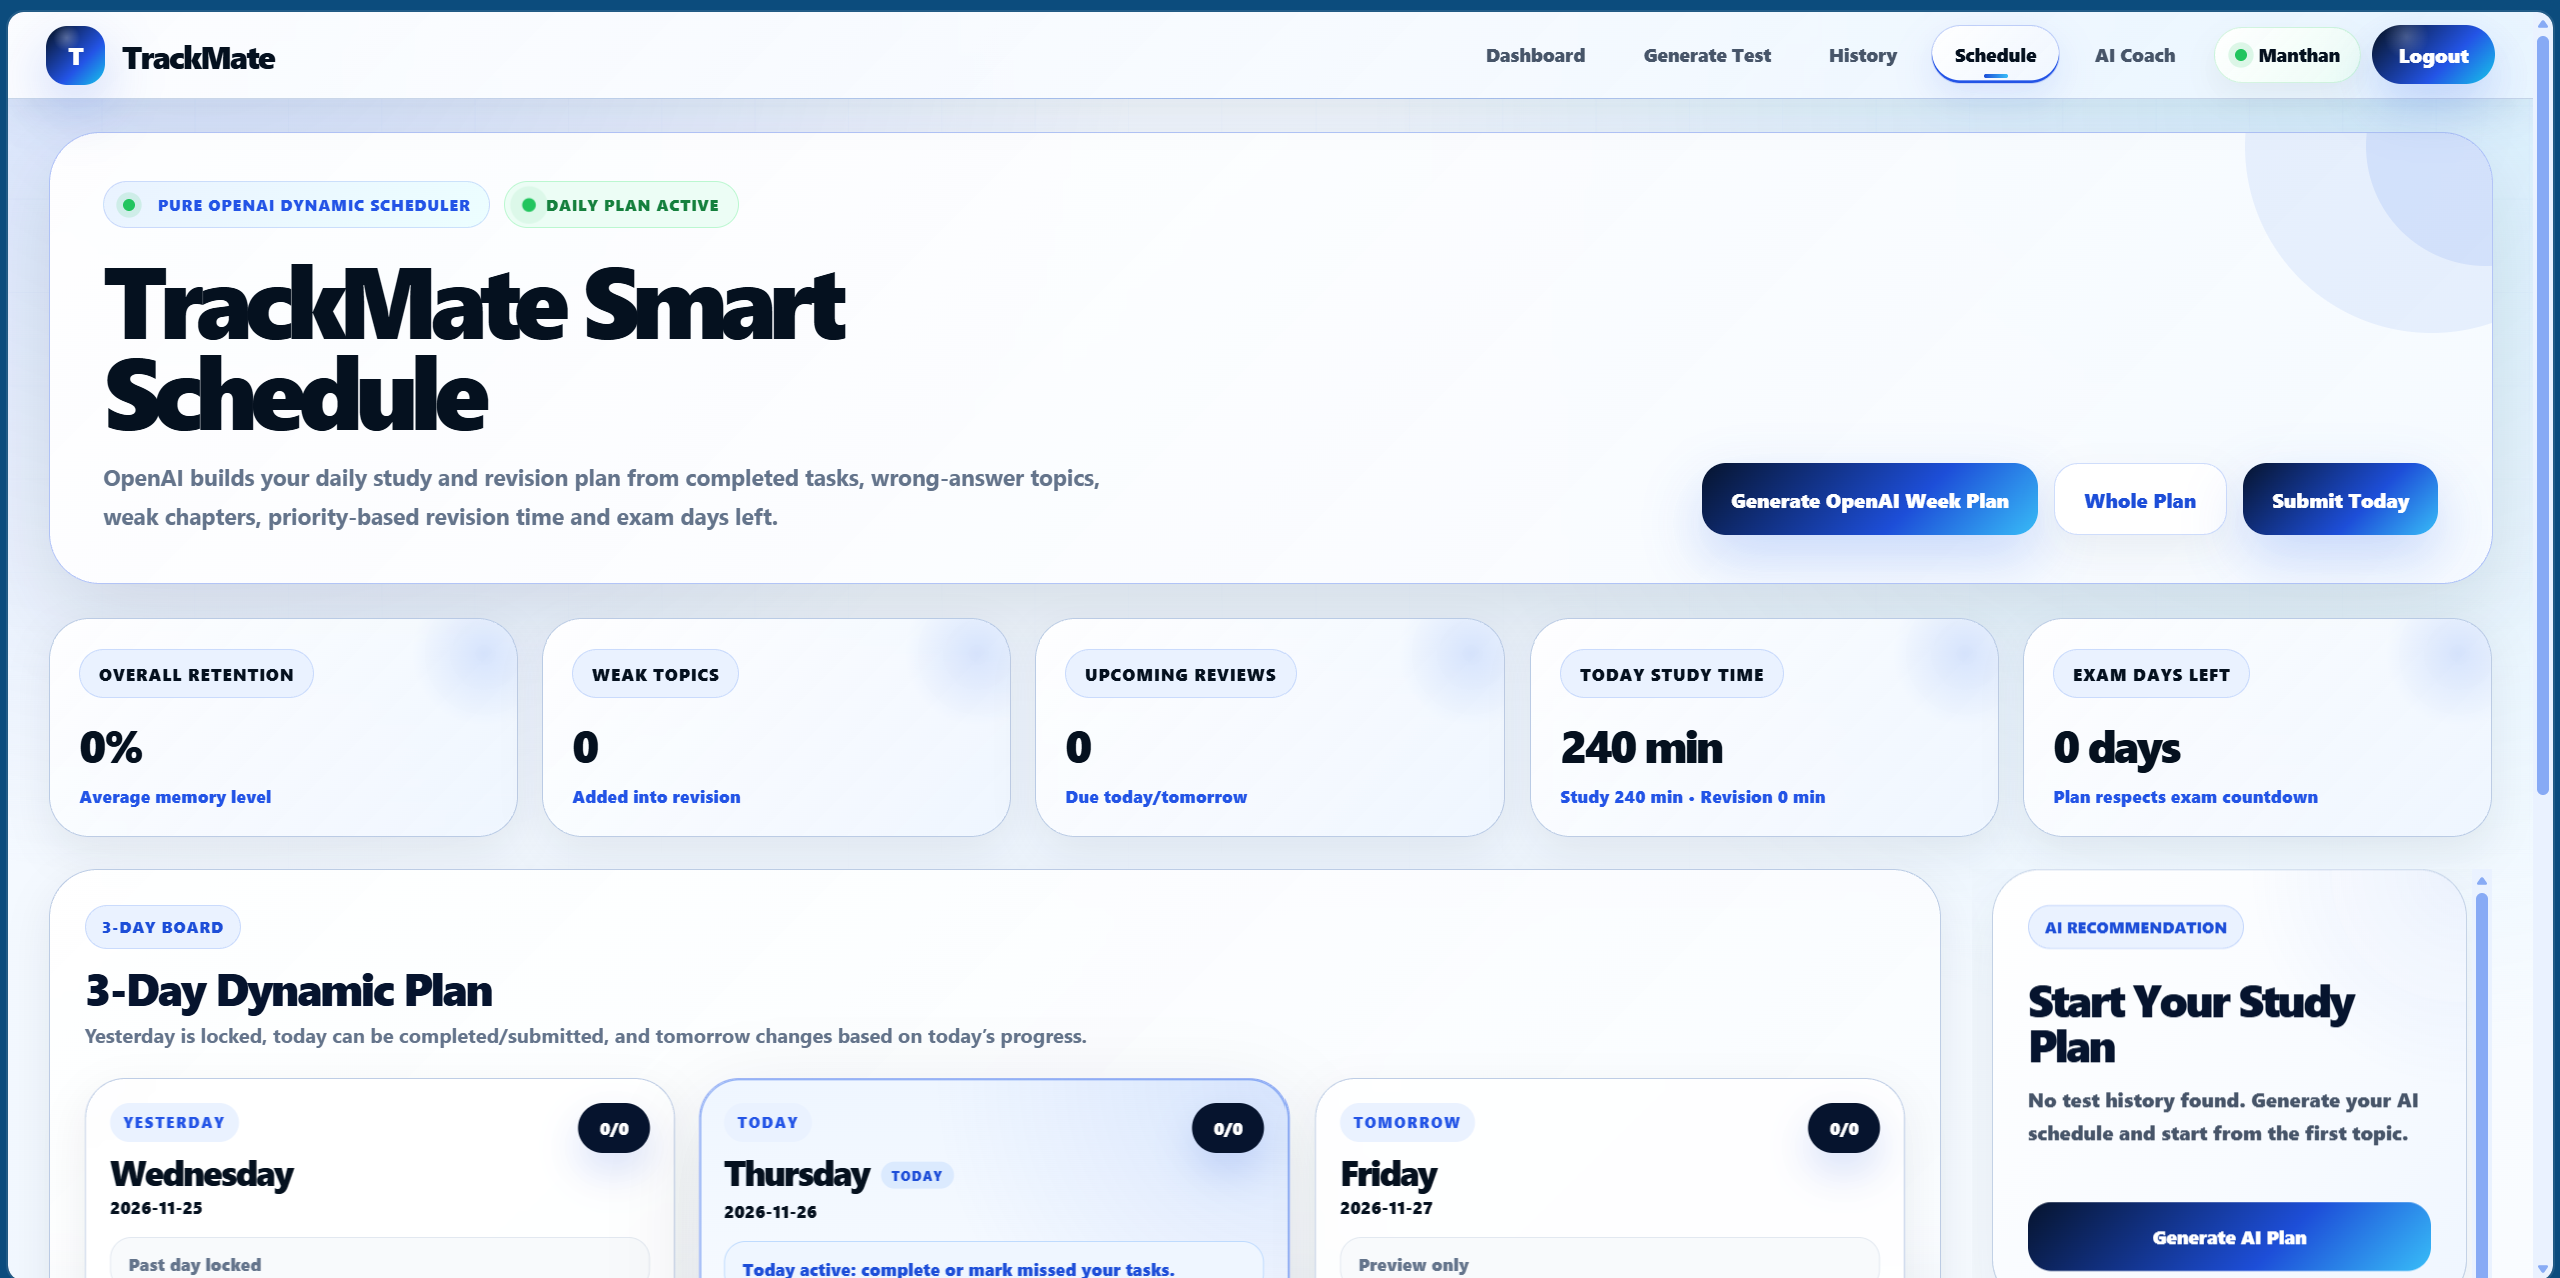 T TrackMate Dashboard Generate Test History Schedule AI Coach Manthan Logout
PURE OPENAI DYNAMIC SCHEDULER DAILY PLAN ACTIVE
TrackMate Smart
Schedule
OpenAI builds your daily study and revision plan from completed tasks, wrong-answer topics,
weak chapters, priority-based revision time and exam days left.
Generate OpenAI Week Plan Whole Plan Submit Today
OVERALL RETENTION
0%
Average memory level
WEAK TOPICS
0
Added into revision
UPCOMING REVIEWS
0
Due today/tomorrow
TODAY STUDY TIME
240 min
Study 240 min • Revision 0 min
EXAM DAYS LEFT
0 days
Plan respects exam countdown
3-DAY BOARD
3-Day Dynamic Plan
Yesterday is locked, today can be completed/submitted, and tomorrow changes based on today's progress.
YESTERDAY 0/0
Wednesday
2026-11-25
Past day locked
TODAY 0/0
Thursday TODAY
2026-11-26
Today active: complete or mark missed your tasks.
TOMORROW 0/0
Friday
2026-11-27
Preview only
AI RECOMMENDATION
Start Your Study
Plan
No test history found. Generate your AI
schedule and start from the first topic.
Generate AI Plan